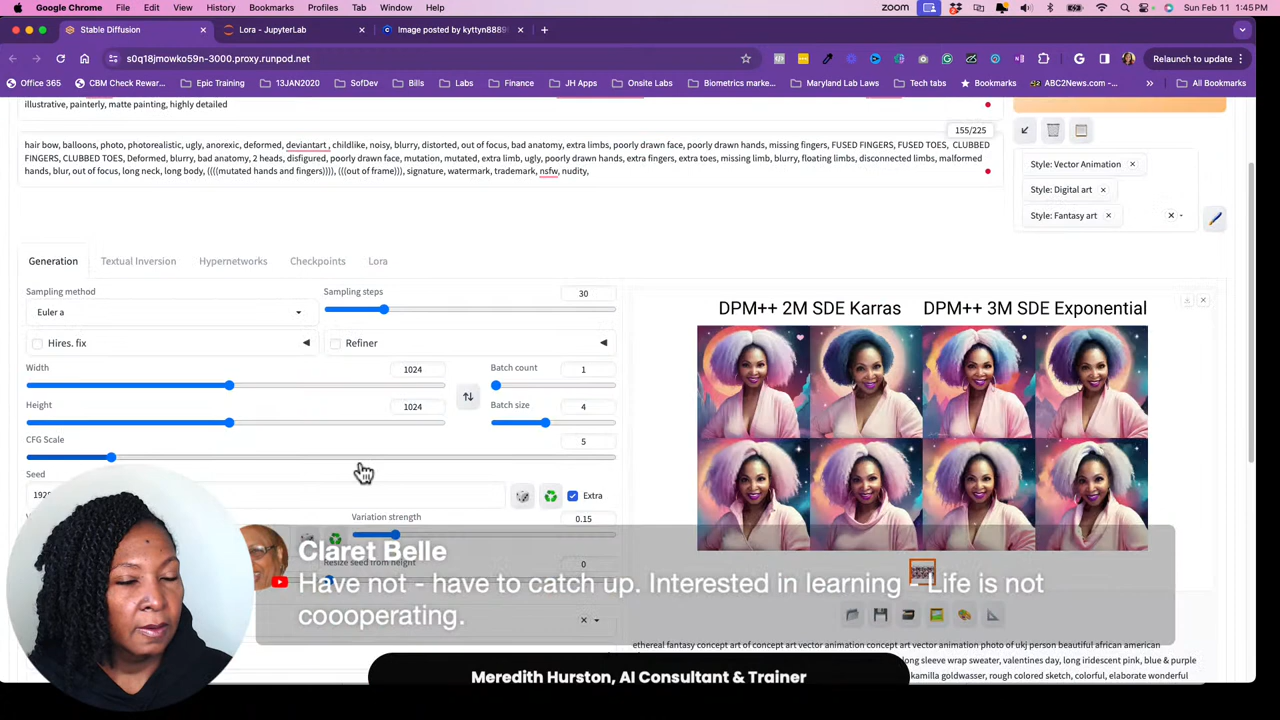 Google Chrome File Edit View History Bookmarks Profiles Tab Window Help
zoom Sun Feb 11 1:45PM
Stable Diffusion
Lora - JupyterLab
Image posted by kyttyn8889
s0q18jmowko59n-3000.proxy.runpod.net
Relaunch to update
Office 365 CBM Check Rewar... Epic Training 13JAN2020 SofDev Bills Labs Finance JH Apps Onsite Labs Biometrics marke... Maryland Lab Laws Tech tabs Bookmarks ABC2News.com -... All Bookmarks
illustrative, painterly, matte painting, highly detailed
155/225
hair bow, balloons, photo, photorealistic, ugly, anorexic, deformed, deviantart , childlike, noisy, blurry, distorted, out of focus, bad anatomy, extra limbs, poorly drawn face, poorly drawn hands, missing fingers, FUSED FINGERS, FUSED TOES, CLUBBED
FINGERS, CLUBBED TOES, Deformed, blurry, bad anatomy, 2 heads, disfigured, poorly drawn face, mutation, mutated, extra limb, ugly, poorly drawn hands, extra fingers, extra toes, missing limb, blurry, floating limbs, disconnected limbs, malformed
hands, blur, out of focus, long neck, long body, ((((mutated hands and fingers)))), (((out of frame))), signature, watermark, trademark, nsfw, nudity,
Style: Vector Animation
Style: Digital art
Style: Fantasy art
Generation Textual Inversion Hypernetworks Checkpoints Lora
Sampling method
Euler a
Sampling steps
30
Hires. fix
Refiner
Width
1024
Batch count
1
Height
1024
Batch size
4
CFG Scale
5
Seed
Extra
Variation strength
0.15
Resize seed from height
0
DPM++ 2M SDE Karras DPM++ 3M SDE Exponential
Claret Belle
Have not - have to catch up. Interested in learning - Life is not
coooperating.
ethereal fantasy concept art of concept art vector animation concept art vector animation photo of ukj person beautiful african american
long sleeve wrap sweater, valentines day, long iridescent pink, blue & purple
kamilla goldwasser, rough colored sketch, colorful, elaborate wonderful
Meredith Hurston, AI Consultant & Trainer